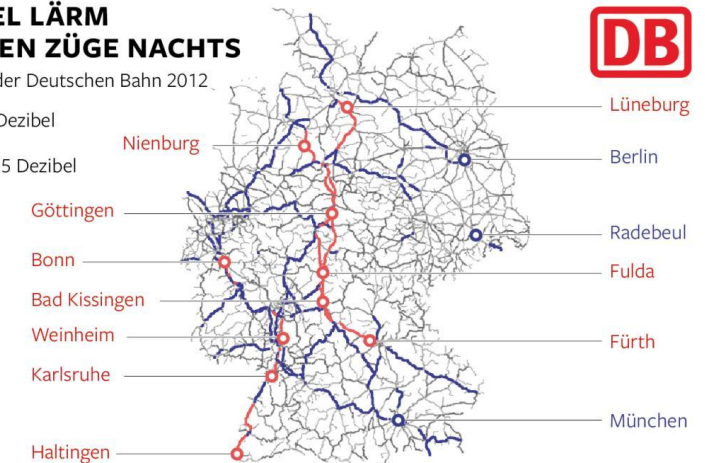 EL LÄRM
EN ZÜGE NACHTS
der Deutschen Bahn 2012
Dezibel
5 Dezibel
DB
Lüneburg
Nienburg
Berlin
Göttingen
Radebeul
Bonn
Fulda
Bad Kissingen
Weinheim
Fürth
Karlsruhe
München
Haltingen